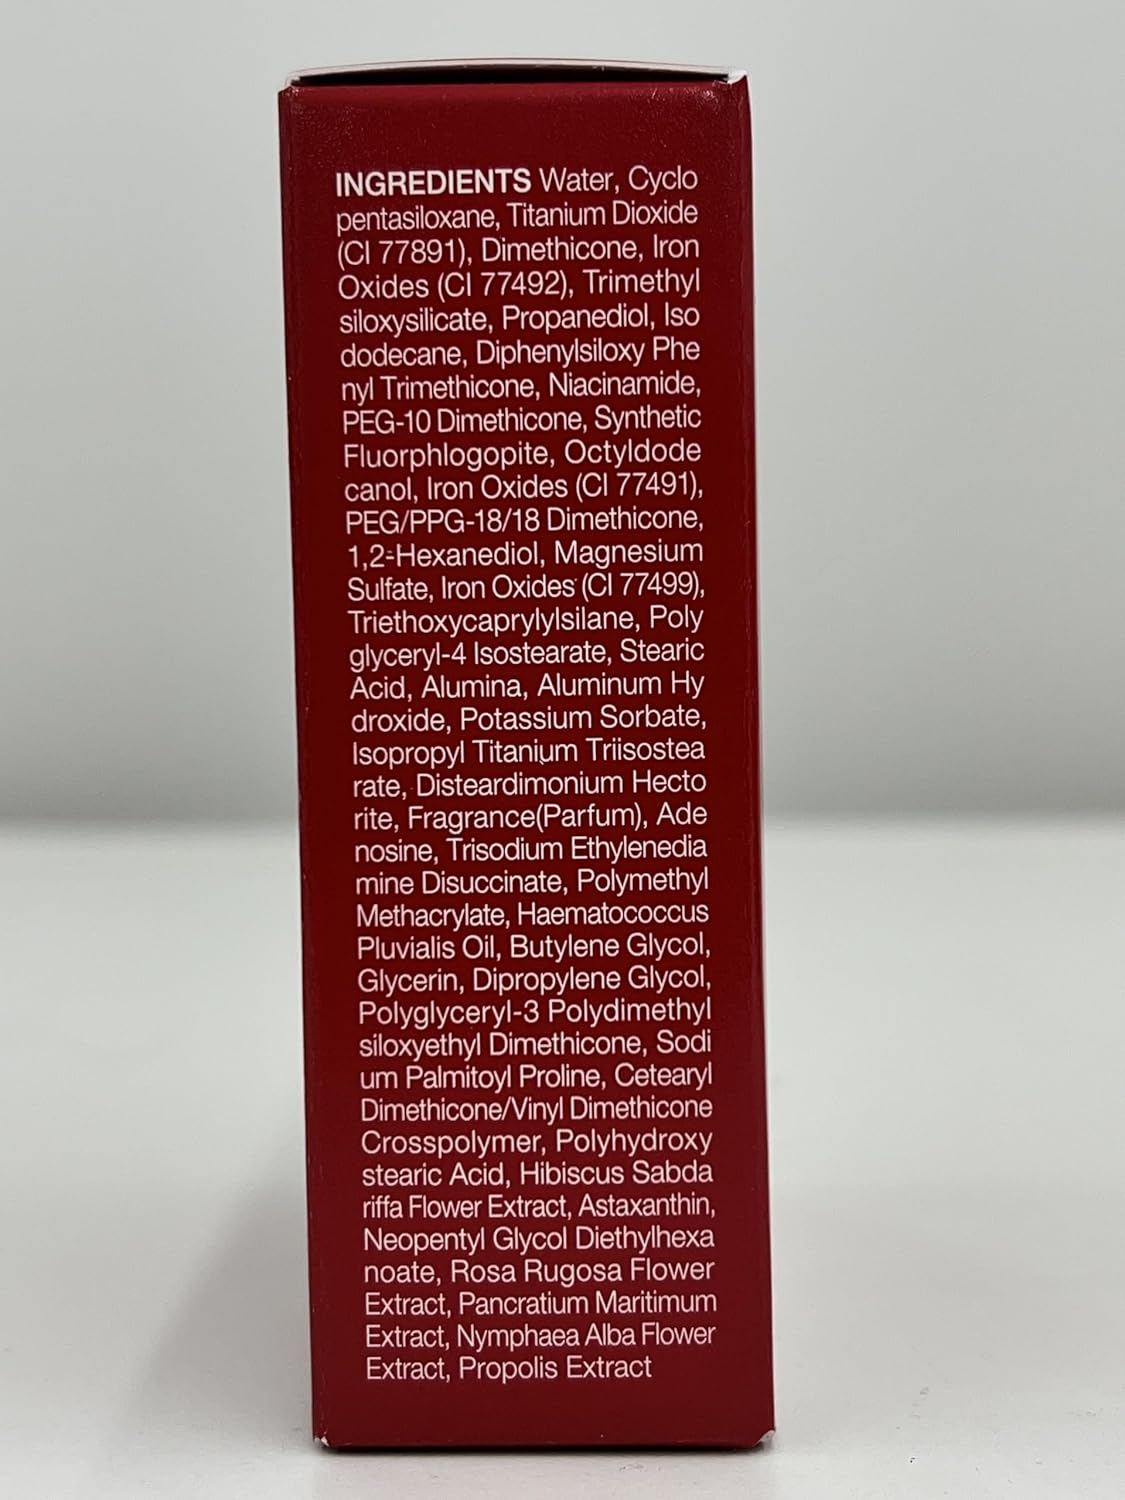 INGREDIENTS Water, Cyclo
pentasiloxane, Titanium Dioxide
(CI 77891), Dimethicone, Iron
Oxides (CI 77492), Trimethyl
siloxysilicate, Propanediol, Iso
dodecane, Diphenylsiloxy Phe
nyl Trimethicone, Niacinamide,
PEG-10 Dimethicone, Synthetic
Fluorphlogopite, Octyldode
canol, Iron Oxides (CI 77491),
PEG/PPG-18/18 Dimethicone,
1,2-Hexanediol, Magnesium
Sulfate, Iron Oxides (CI 77499),
Triethoxycaprylylsilane, Poly
glyceryl-4 Isostearate, Stearic
Acid, Alumina, Aluminum Hy
droxide, Potassium Sorbate,
Isopropyl Titanium Triisostea
rate, Disteardimonium Hecto
rite, Fragrance(Parfum), Ade
nosine, Trisodium Ethylenedia
mine Disuccinate, Polymethyl
Methacrylate, Haematococcus
Pluvialis Oil, Butylene Glycol,
Glycerin, Dipropylene Glycol,
Polyglyceryl-3 Polydimethyl
siloxyethyl Dimethicone, Sodi
um Palmitoyl Proline, Cetearyl
Dimethicone/Vinyl Dimethicone
Crosspolymer, Polyhydroxy
stearic Acid, Hibiscus Sabda
riffa Flower Extract, Astaxanthin,
Neopentyl Glycol Diethylhexa
noate, Rosa Rugosa Flower
Extract, Pancratium Maritimum
Extract, Nymphaea Alba Flower
Extract, Propolis Extract